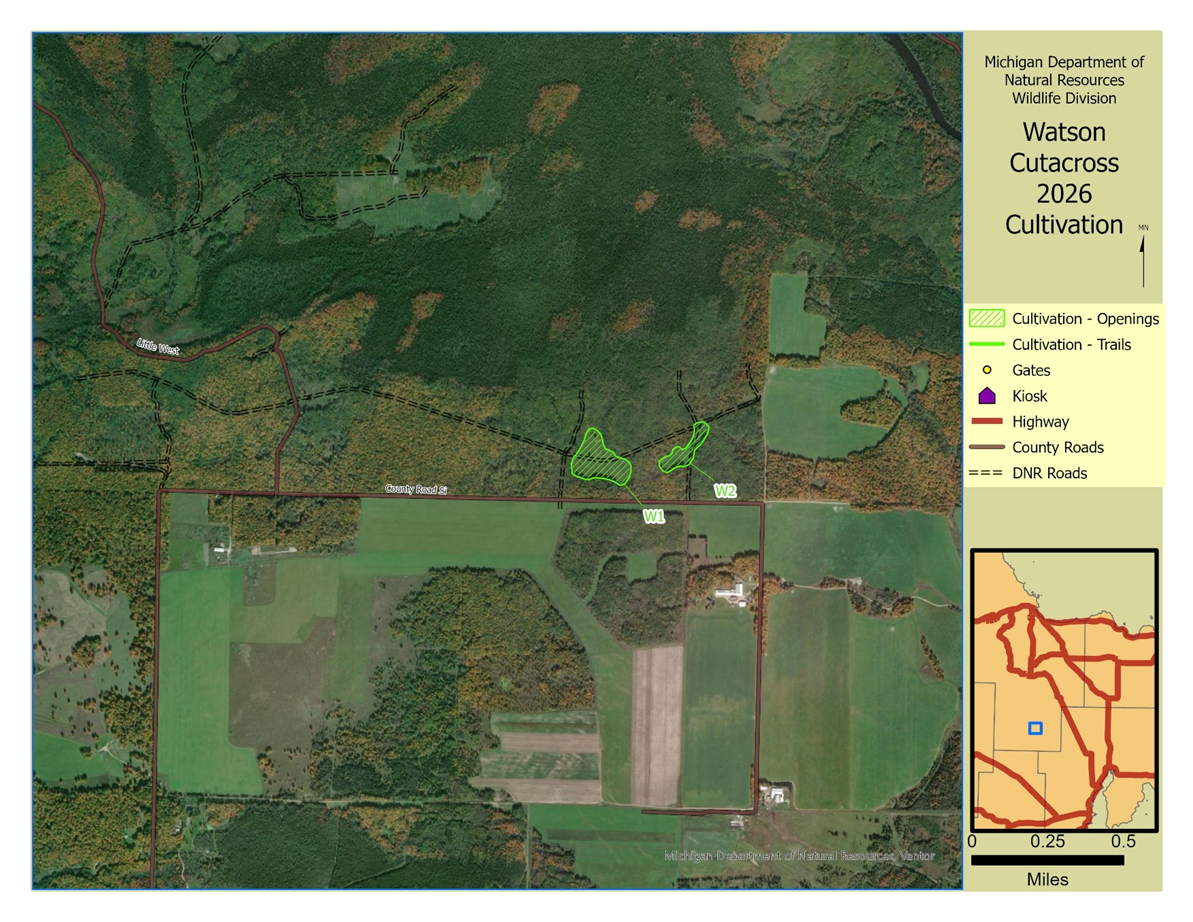 Michigan Department of
Natural Resources
Wildlife Division
Watson
Cutacross
2026
Cultivation
MN
Cultivation - Openings
Cultivation - Trails
Gates
Kiosk
Highway
County Roads
DNR Roads
Little West
County Road Si
W1
W2
Michigan Department of Natural Resources, Vantor
0 0.25 0.5
Miles